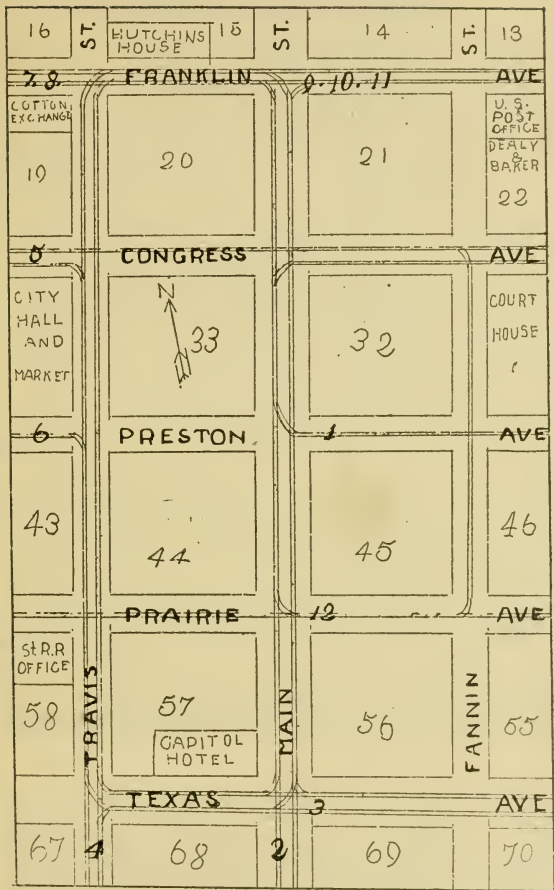 16 ST. HUTCHINS 15 ST. 14 ST. 13
HOUSE
7.8. FRANKLIN 9-10-11 AVE
COTTON
EXCHANGE
19
20
21
U.S.
POST
OFFICE
DEALY
&
BAKER
22
5 CONGRESS AVE
CITY
HALL
AND
MARKET
N
33
32
COURT
HOUSE
6 PRESTON 1 AVE
43
44
45
46
PRAIRIE 12 AVE
St R.R
OFFICE
58
TRAVIS
57
CAPITOL
HOTEL
MAIN
56
FANNIN
55
TEXAS 3 AVE
67 4 68 2 69 70